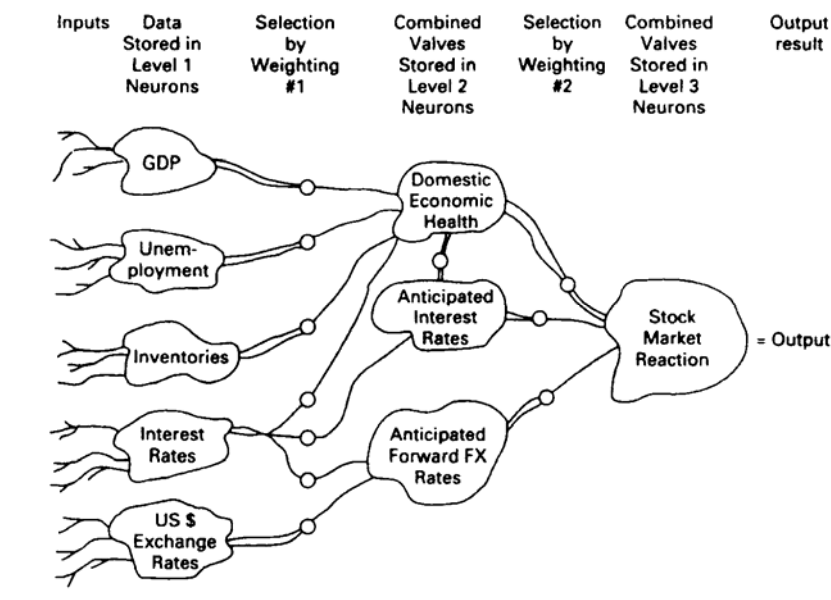 Inputs
Data
Stored in
Level 1
Neurons
Selection
by
Weighting
#1
Combined
Valves
Stored in
Level 2
Neurons
Selection
by
Weighting
#2
Combined
Valves
Stored in
Level 3
Neurons
Output
result
GDP
Unem-
ployment
Inventories
Interest
Rates
US $
Exchange
Rates
Domestic
Economic
Health
Anticipated
Interest
Rates
Anticipated
Forward FX
Rates
Stock
Market
Reaction
= Output